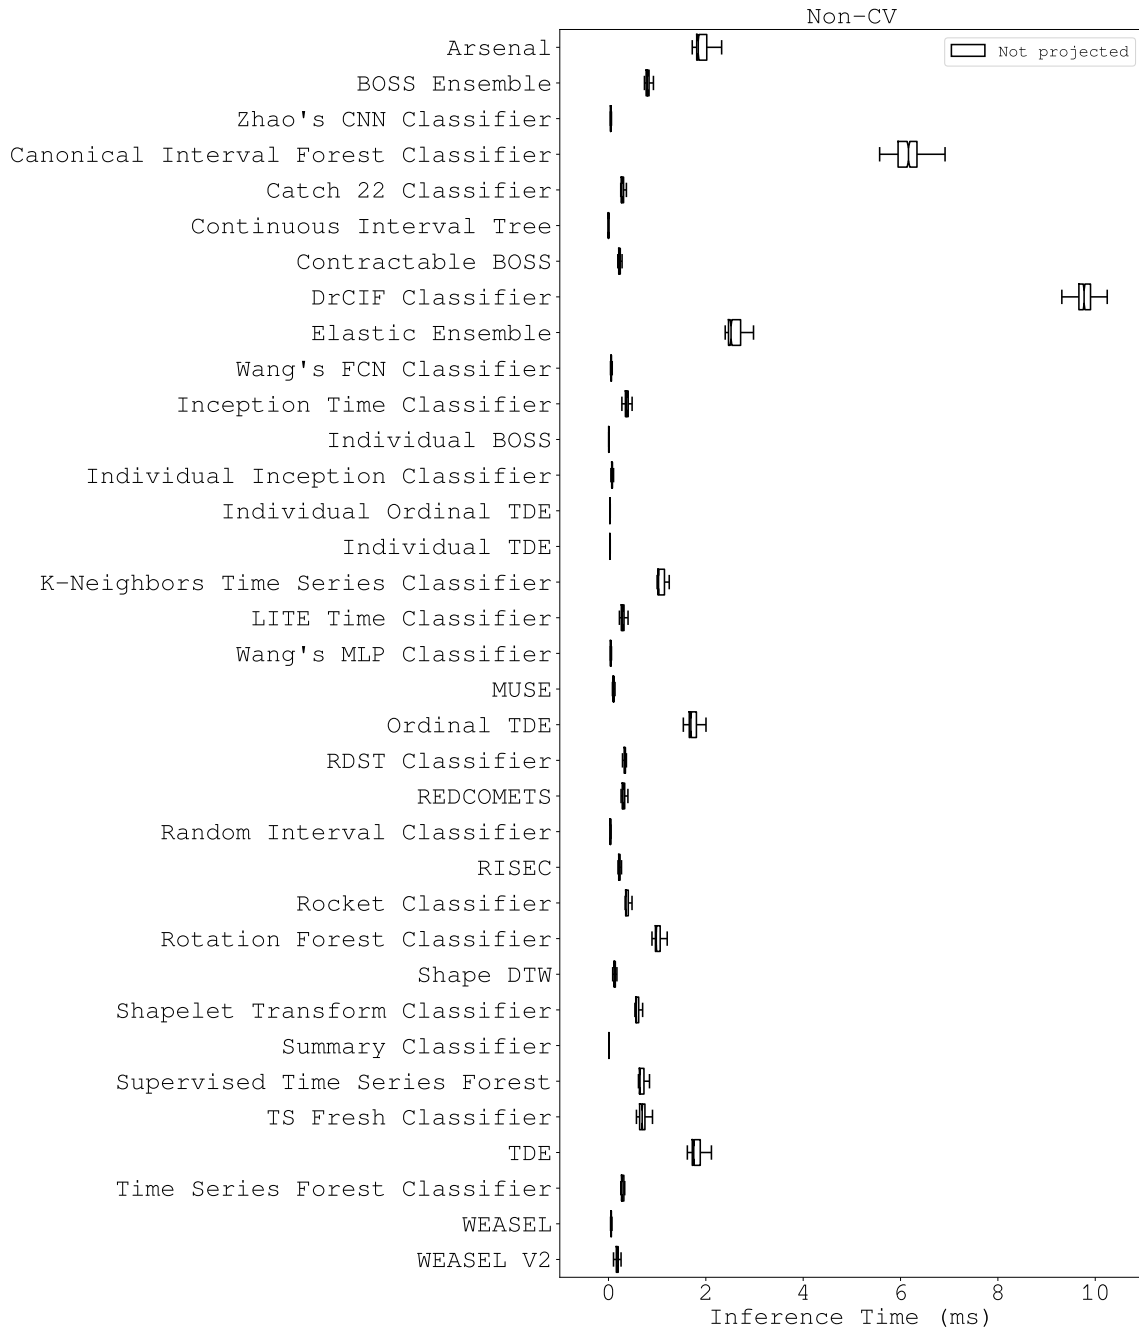 Non-CV
Not projected
Arsenal
BOSS Ensemble
Zhao's CNN Classifier
Canonical Interval Forest Classifier
Catch 22 Classifier
Continuous Interval Tree
Contractable BOSS
DrCIF Classifier
Elastic Ensemble
Wang's FCN Classifier
Inception Time Classifier
Individual BOSS
Individual Inception Classifier
Individual Ordinal TDE
Individual TDE
K-Neighbors Time Series Classifier
LITE Time Classifier
Wang's MLP Classifier
MUSE
Ordinal TDE
RDST Classifier
REDCOMETS
Random Interval Classifier
RISEC
Rocket Classifier
Rotation Forest Classifier
Shape DTW
Shapelet Transform Classifier
Summary Classifier
Supervised Time Series Forest
TS Fresh Classifier
TDE
Time Series Forest Classifier
WEASEL
WEASEL V2
0 2 4 6 8 10
Inference Time (ms)